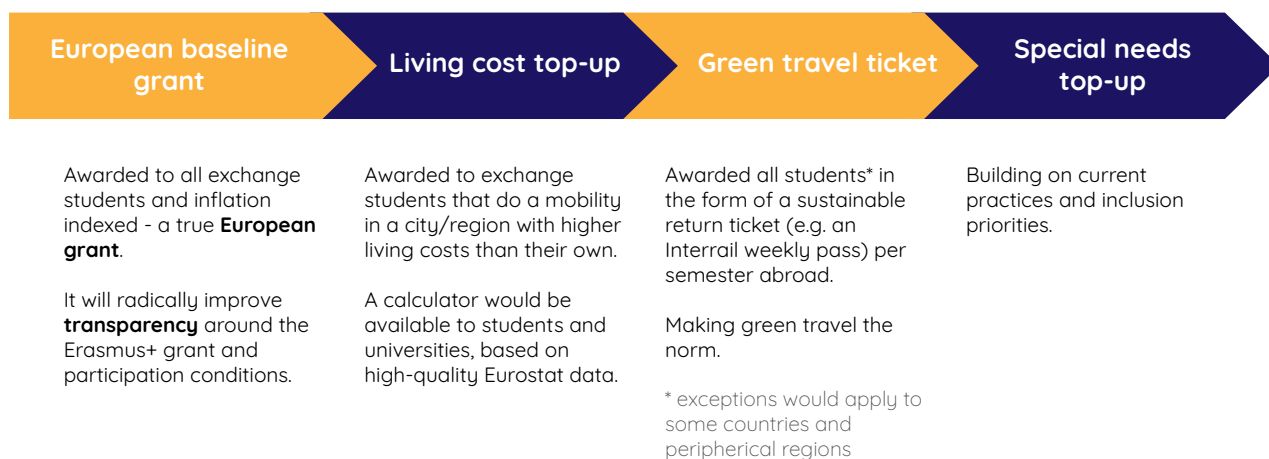 European baseline
grant
Living cost top-up
Green travel ticket
Special needs
top-up
Awarded to all exchange
students and inflation
indexed - a true European
grant.
It will radically improve
transparency around the
Erasmus+ grant and
participation conditions.
Awarded to exchange
students that do a mobility
in a city/region with higher
living costs than their own.
A calculator would be
available to students and
universities, based on
high-quality Eurostat data.
Awarded all students* in
the form of a sustainable
return ticket (e.g. an
Interrail weekly pass) per
semester abroad.
Making green travel the
norm.
* exceptions would apply to
some countries and
peripherical regions
Building on current
practices and inclusion
priorities.